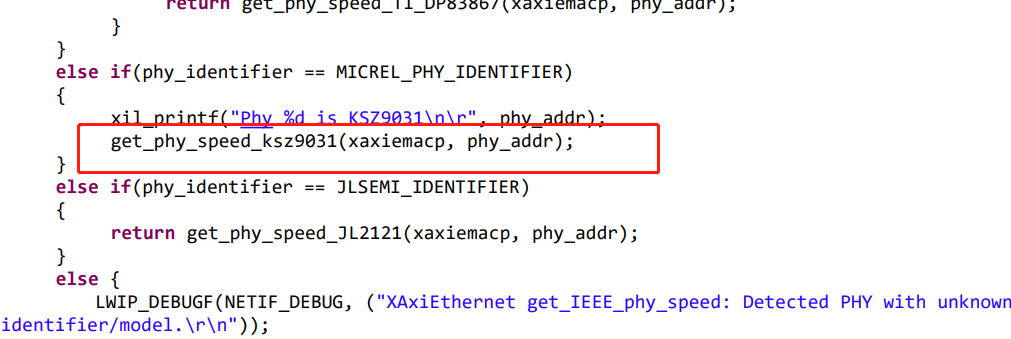 return get_phy_speed_TI_DP83867(xaxiemacp, phy_addr);
}
}
else if(phy_identifier == MICREL_PHY_IDENTIFIER)
{
xil_printf("Phy %d is KSZ9031\n\r", phy_addr);
get_phy_speed_ksz9031(xaxiemacp, phy_addr);
}
else if(phy_identifier == JLSEMI_IDENTIFIER)
{
return get_phy_speed_JL2121(xaxiemacp, phy_addr);
}
else {
LWIP_DEBUGF(NETIF_DEBUG, ("XAxiEthernet get_IEEE_phy_speed: Detected PHY with unknown
identifier/model.\r\n"));